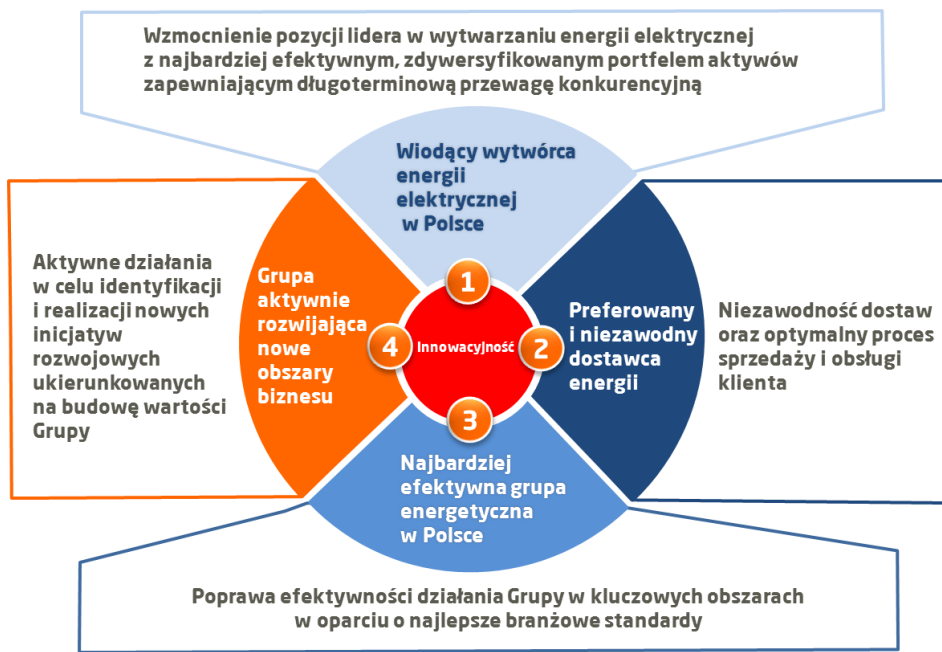 Wzmocnienie pozycji lidera w wytwarzaniu energii elektrycznej
z najbardziej efektywnym, zdywersyfikowanym portfelem aktywów
zapewniającym długoterminową przewagę konkurencyjną
Wiodący wytwórca
energii
elektrycznej
w Polsce
1
Aktywne działania
w celu identyfikacji
i realizacji nowych
inicjatyw
rozwojowych
ukierunkowanych
na budowę wartości
Grupy
Grupa
aktywnie
rozwijająca
nowe
obszary
biznesu
4
Innowacyjność
2
Preferowany
i niezawodny
dostawca
energii
Niezawodność dostaw
oraz optymalny proces
sprzedaży i obsługi
klienta
3
Najbardziej
efektywna grupa
energetyczna
w Polsce
Poprawa efektywności działania Grupy w kluczowych obszarach
w oparciu o najlepsze branżowe standardy